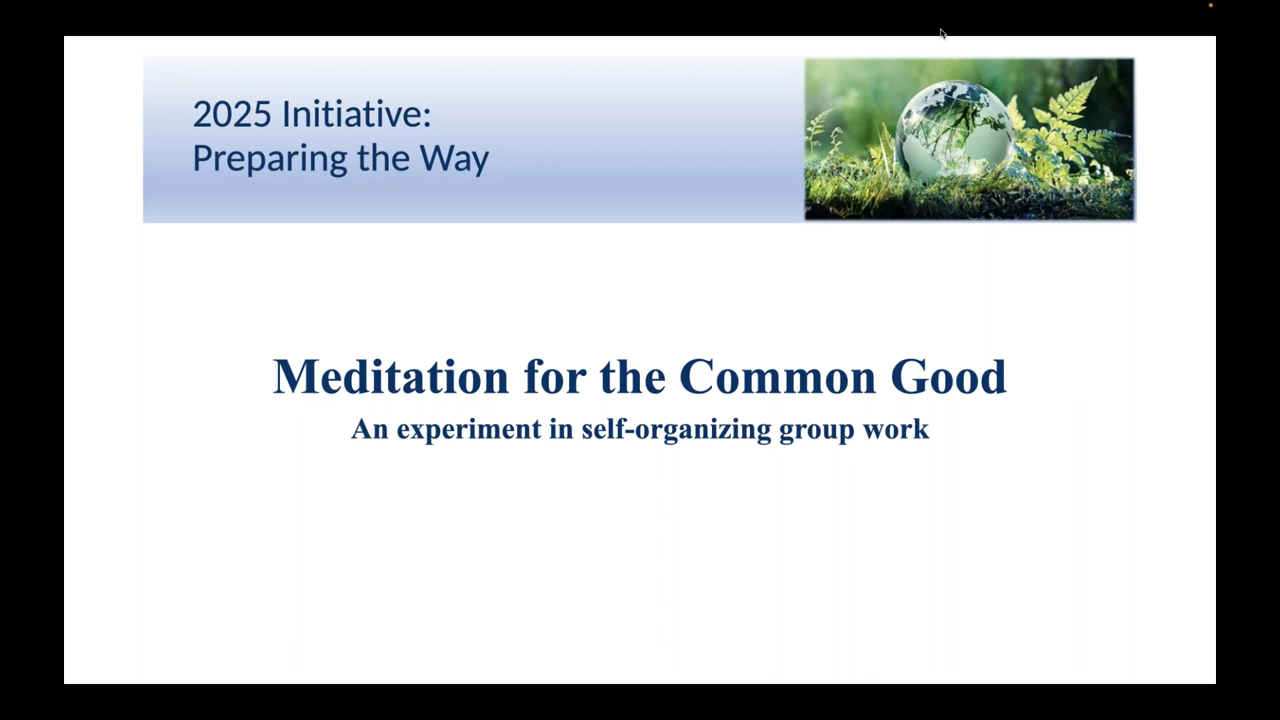 2025 Initiative:
Preparing the Way
Meditation for the Common Good
An experiment in self-organizing group work